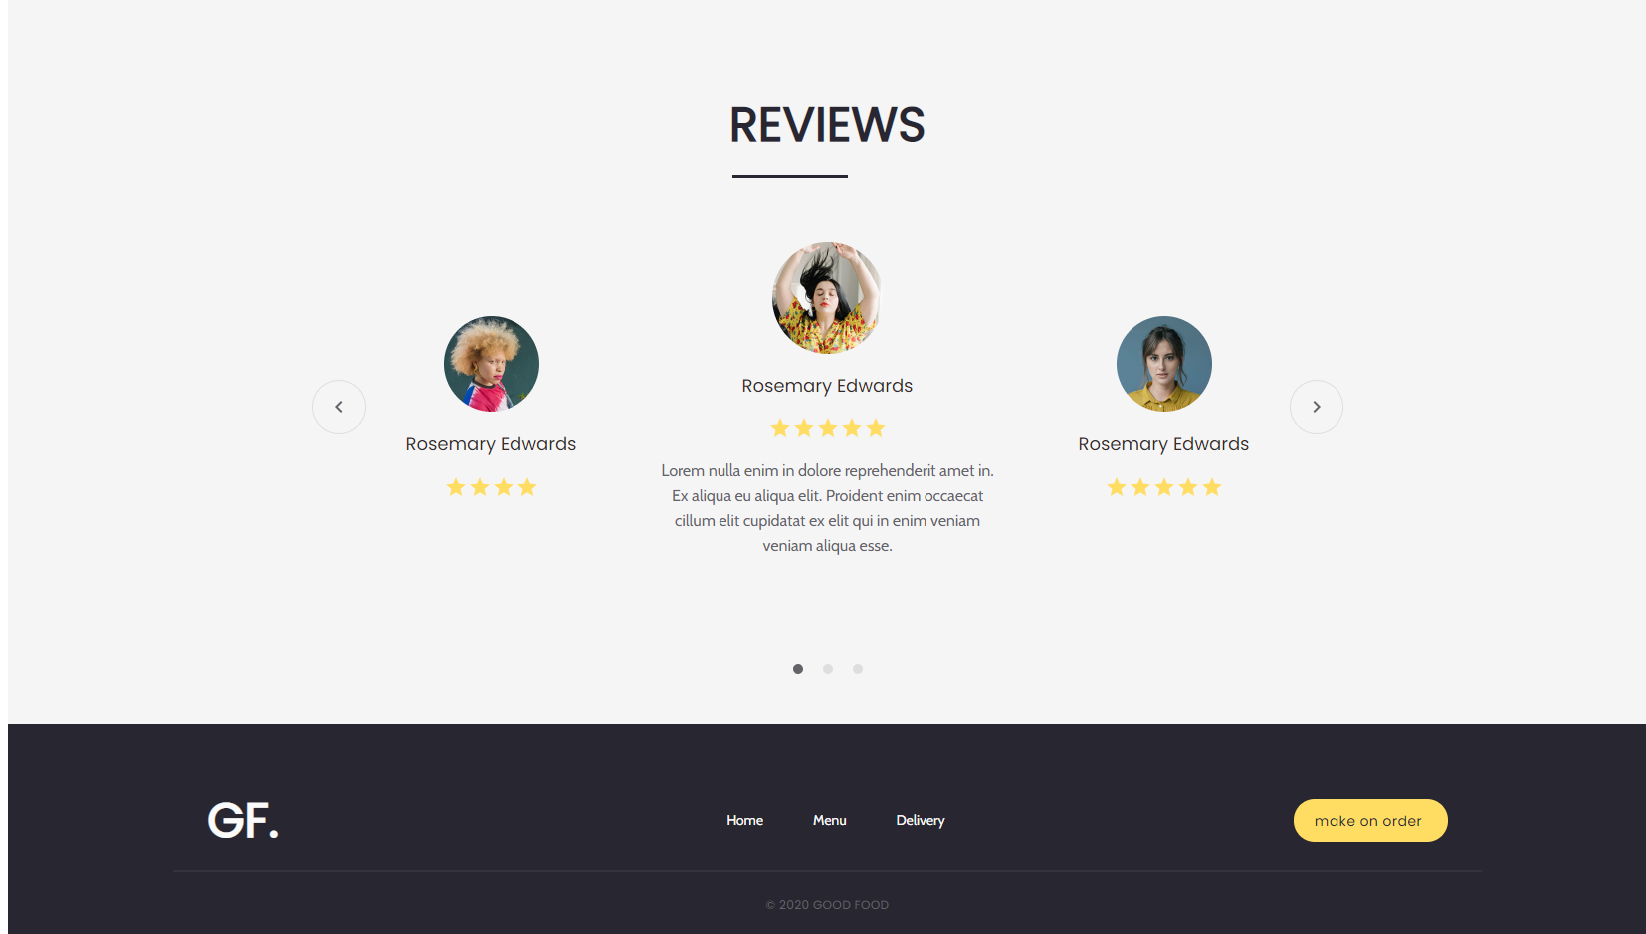 REVIEWS
Rosemary Edwards
Lorem nulla enim in dolore reprehenderit amet in.
Ex aliqua eu aliqua elit. Proident enim occaecat
cillum elit cupidatat ex elit qui in enim veniam
veniam aliqua esse.
Rosemary Edwards
Rosemary Edwards
GF.
Home Menu Delivery
mcke on order
© 2020 GOOD FOOD